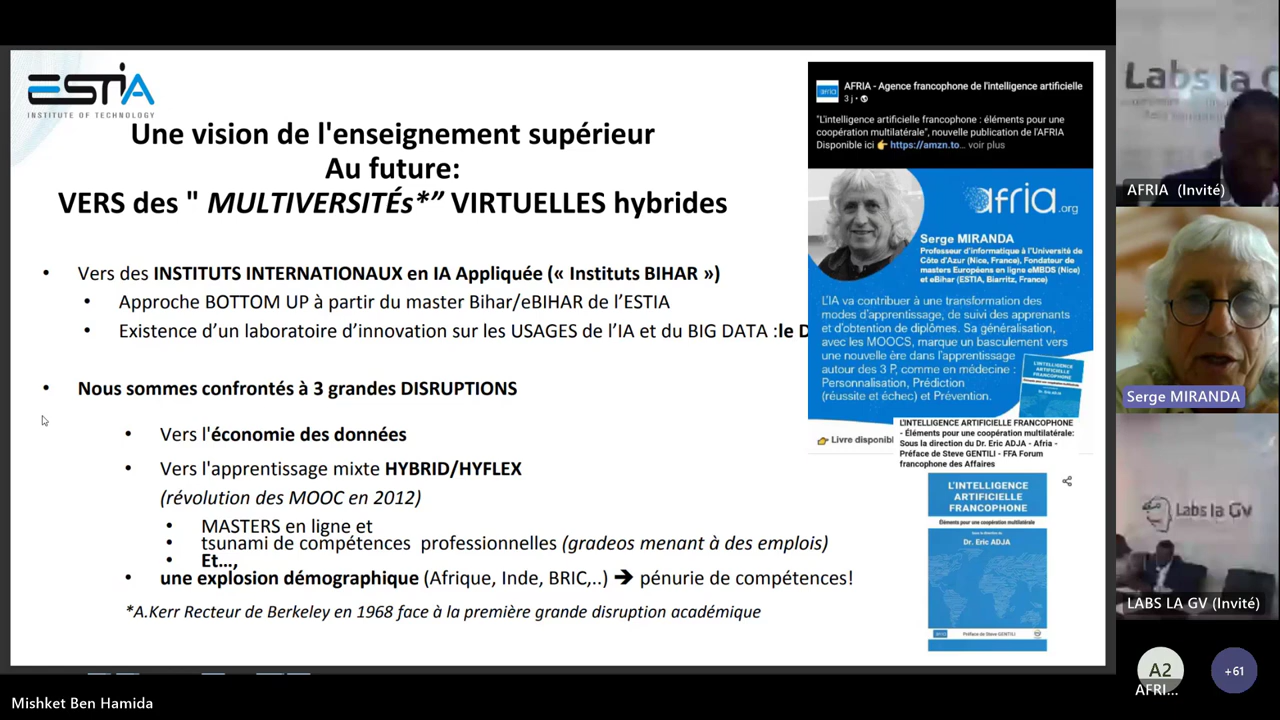 ESTIA
INSTITUTE OF TECHNOLOGY
Une vision de l'enseignement supérieur
Au future:
VERS des " MULTIVERSITÉs*” VIRTUELLES hybrides
• Vers des INSTITUTS INTERNATIONAUX en IA Appliquée (« Instituts BIHAR »)
• Approche BOTTOM UP à partir du master Bihar/eBIHAR de l’ESTIA
• Existence d’un laboratoire d’innovation sur les USAGES de l’IA et du BIG DATA :le D
• Nous sommes confrontés à 3 grandes DISRUPTIONS
• Vers l'économie des données
• Vers l'apprentissage mixte HYBRID/HYFLEX
(révolution des MOOC en 2012)
• MASTERS en ligne et
• tsunami de compétences professionnelles (gradeos menant à des emplois)
• Et…,
• une explosion démographique (Afrique, Inde, BRIC,..) ➔ pénurie de compétences!
*A.Kerr Recteur de Berkeley en 1968 face à la première grande disruption académique
afria
AFRIA - Agence francophone de l'intelligence artificielle
3 j •
"L'intelligence artificielle francophone : éléments pour une
coopération multilatérale", nouvelle publication de l'AFRIA
Disponible ici 👉 https://amzn.to... voir plus
afria.org
Serge MIRANDA
Professeur d'informatique à l'Université de
Côte d'Azur (Nice, France), Fondateur de
masters Européens en ligne eMBDS (Nice)
et eBihar (ESTIA, Biarritz, France)
L'IA va contribuer à une transformation des
modes d'apprentissage, de suivi des apprenants
et d'obtention de diplômes. Sa généralisation,
avec les MOOCS, marque un basculement vers
une nouvelle ère dans l'apprentissage
autour des 3 P, comme en médecine :
Personnalisation, Prédiction
(réussite et échec) et Prévention.
L'INTELLIGENCE
ARTIFICIELLE
FRANCOPHONE
Dr. Eric ADJA
👉 Livre disponibl
L'INTELLIGENCE ARTIFICIELLE FRANCOPHONE
- Éléments pour une coopération multilatérale:
Sous la direction du Dr. Eric ADJA - Afria -
Préface de Steve GENTILI - FFA Forum
francophone des Affaires
L'INTELLIGENCE
ARTIFICIELLE
FRANCOPHONE
Éléments pour une coopération multilatérale
Sous la direction du
Dr. Eric ADJA
Préface de Steve GENTILI
Labs la G
AFRIA (Invité)
Serge MIRANDA
Labs la GV
LABS LA GV (Invité)
A2
AFRI...
+61
Mishket Ben Hamida